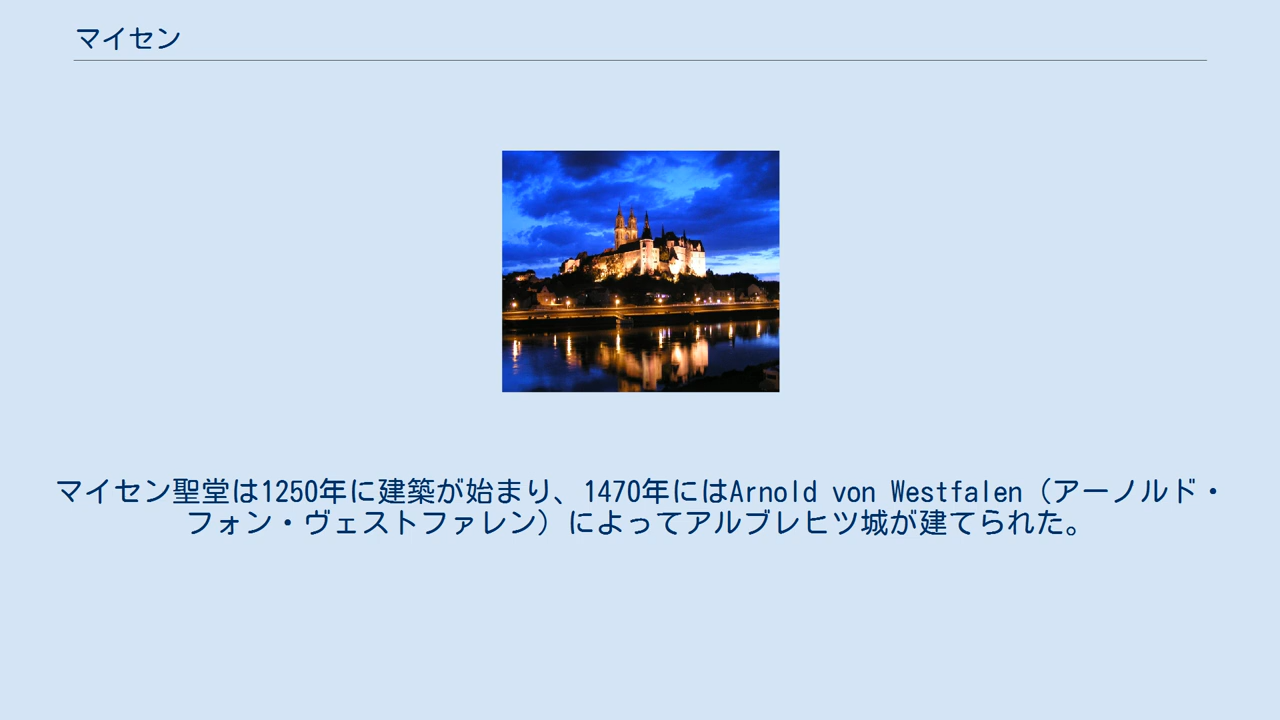 マイセン
マイセン聖堂は1250年に建築が始まり、1470年にはArnold von Westfalen（アーノルド・
フォン・ヴェストファレン）によってアルブレヒツ城が建てられた。